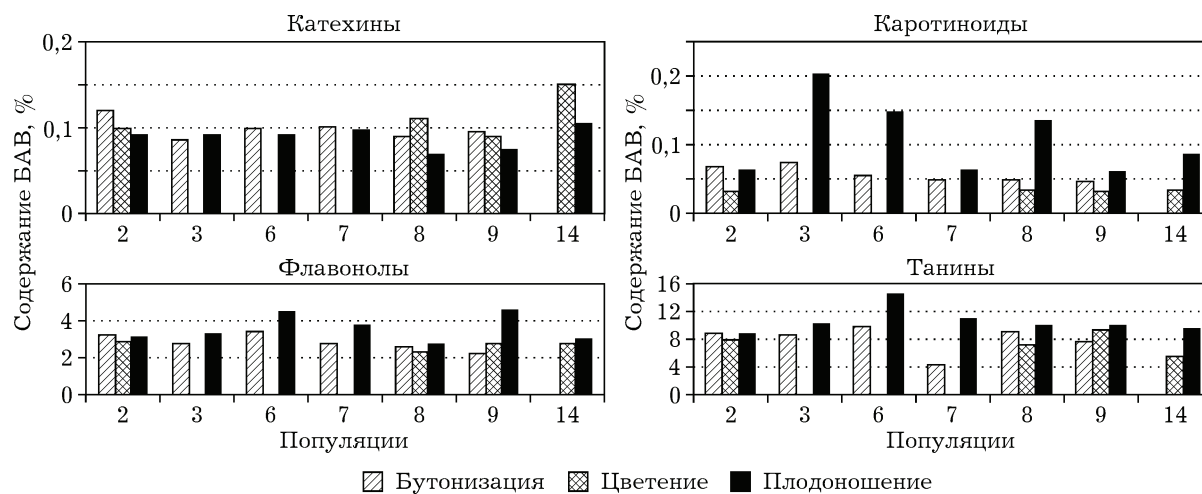 Катехины
Содержание БАВ, %
0,2
0,1
0
2 3 6 7 8 9 14
Флавонолы
6
4
2
0
2 3 6 7 8 9 14
Популяции
Каротиноиды
Содержание БАВ, %
0,2
0,1
0
2 3 6 7 8 9 14
Танины
16
12
8
4
0
2 3 6 7 8 9 14
Популяции
Бутонизация Цветение Плодоношение